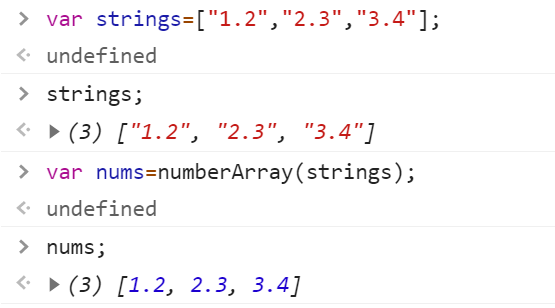 > var strings=["1.2","2.3","3.4"];
undefined
> strings;
(3) ["1.2", "2.3", "3.4"]
> var nums=numberArray(strings);
undefined
> nums;
(3) [1.2, 2.3, 3.4]